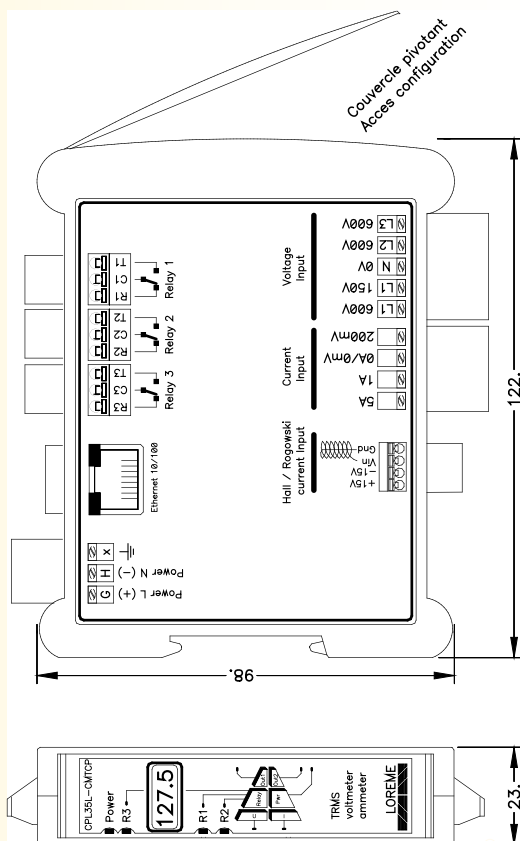 Couvercle pivotant
Acces configuration
T1
C1
R1
Relay 1
T2
C2
R2
Relay 2
T3
C3
R3
Relay 3
Ethernet 10/100
x
H Power N (-)
G Power L (+)
Voltage
Input
L3 600V
L2 600V
N 0V
L1 150V
L1 600V
Current
Input
200mV
0A/0mV
1A
5A
Hall / Rogowski
current Input
Gnd
Vin
-15V
+15V
122.
98.
23.
CPL35L-CMTCP
Power
R3
127.5
R1
R2
U
Relay
Out1
I
Pwr
Out2
TRMS
voltmeter
ammeter
LOREME